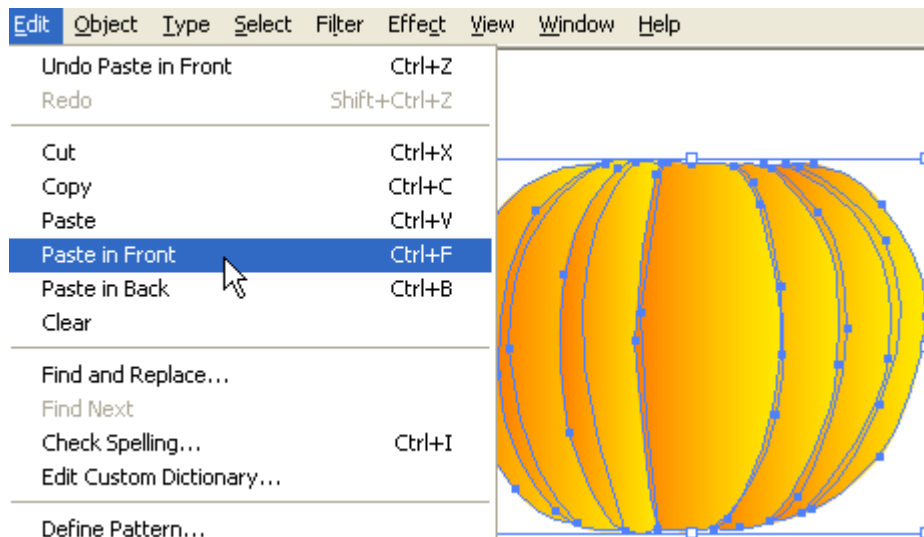 Edit Object Type Select Filter Effect View Window Help
Undo Paste in Front Ctrl+Z
Redo Shift+Ctrl+Z
Cut Ctrl+X
Copy Ctrl+C
Paste Ctrl+V
Paste in Front Ctrl+F
Paste in Back Ctrl+B
Clear
Find and Replace...
Find Next
Check Spelling... Ctrl+I
Edit Custom Dictionary...
Define Pattern...